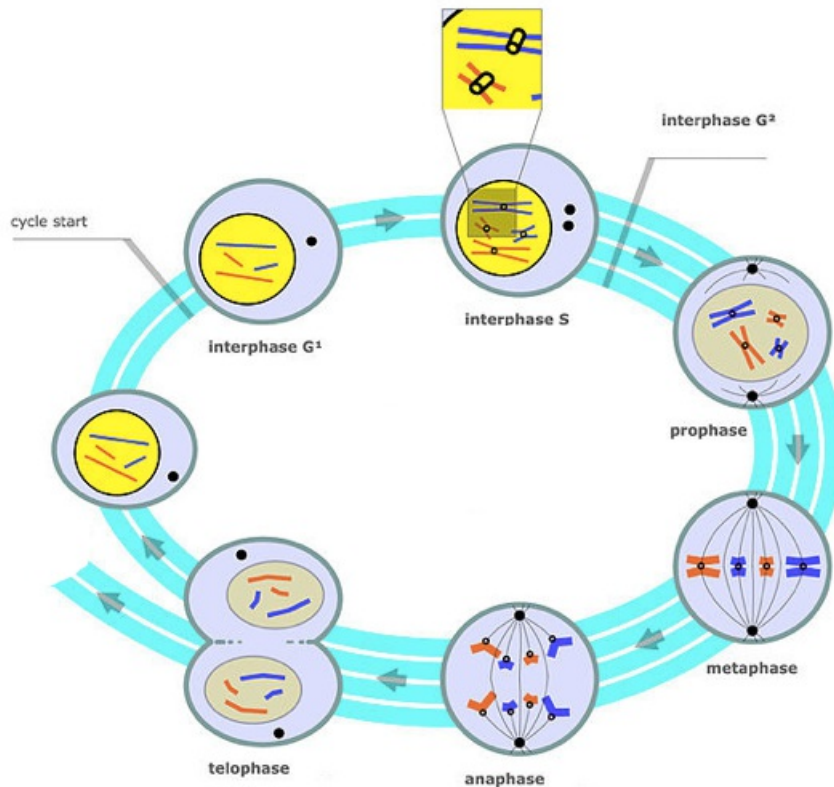 interphase G²
cycle start
interphase G¹
interphase S
prophase
metaphase
telophase
anaphase